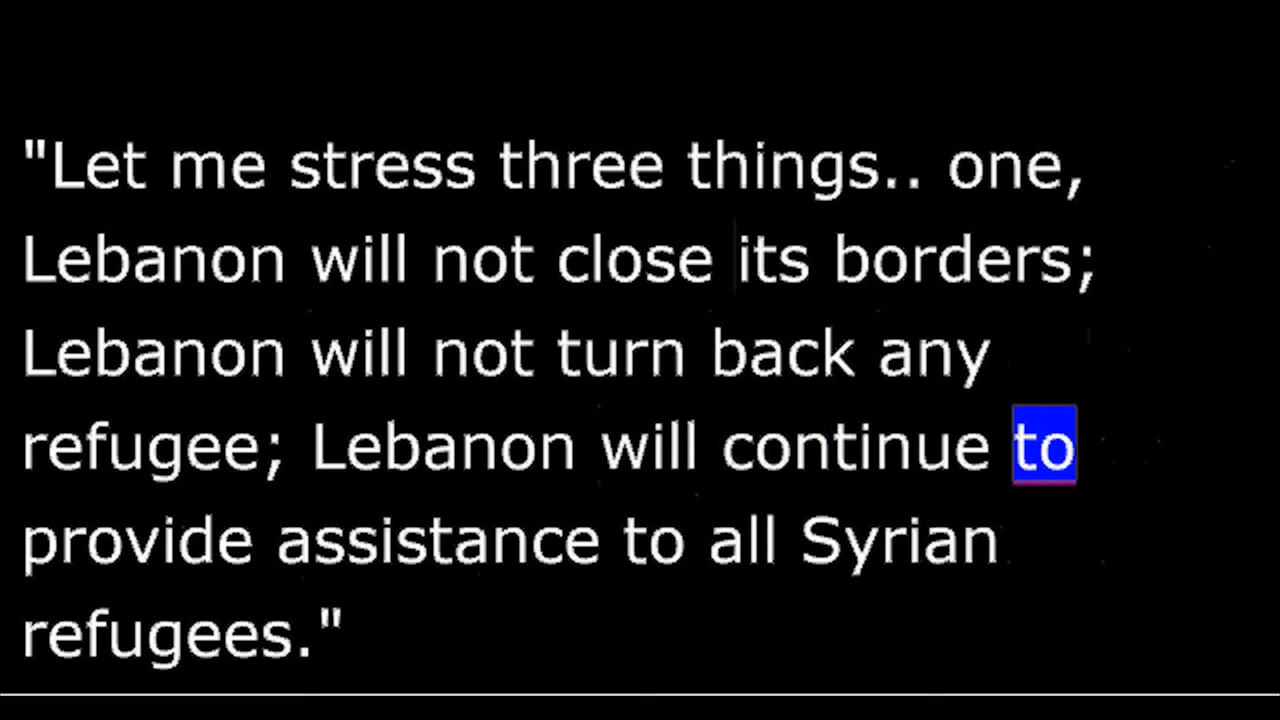 "Let me stress three things.. one,
Lebanon will not close its borders;
Lebanon will not turn back any
refugee; Lebanon will continue to
provide assistance to all Syrian
refugees."